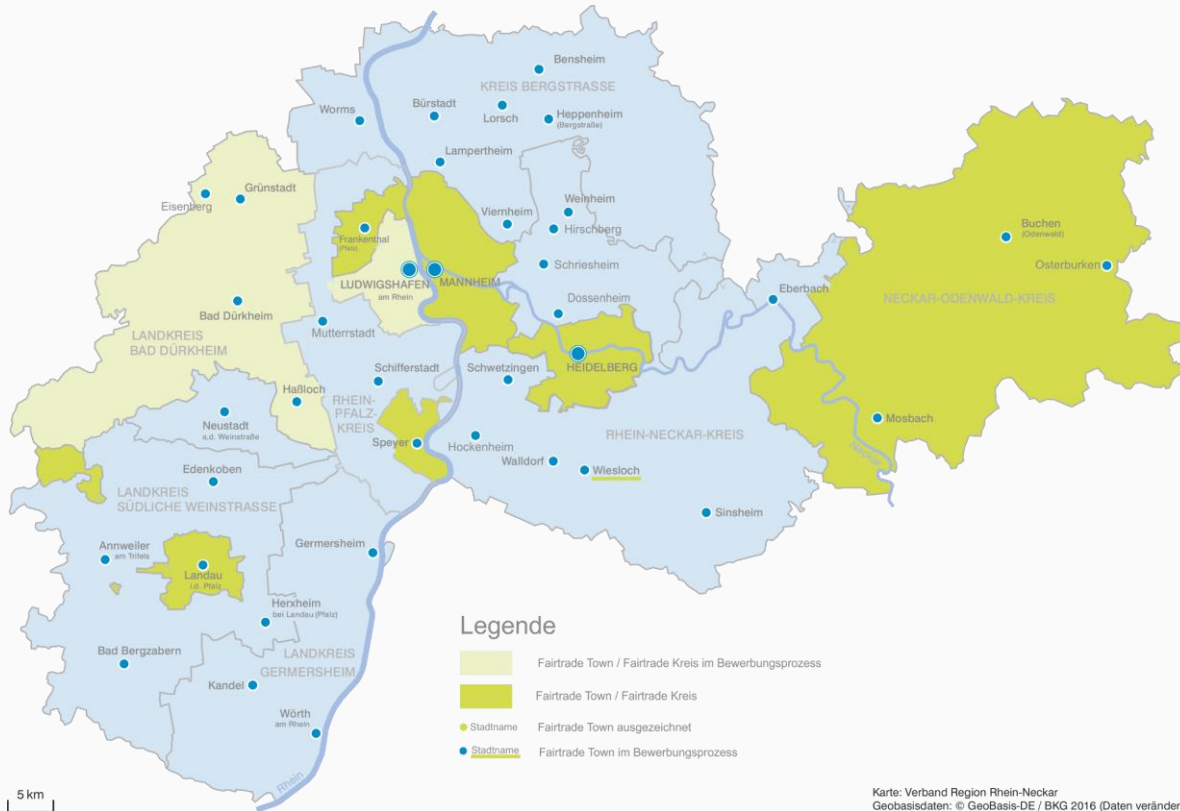 Bensheim
KREIS BERGSTRASSE
Worms
Bürstadt
Lorsch
Heppenheim
(Bergstraße)
Lampertheim
Grünstadt
Eisenberg
Weinheim
Viernheim
Hirschberg
Frankenthal
(Pfalz)
Buchen
(Odenwald)
Schriesheim
Osterburken
LUDWIGSHAFEN
am Rhein
MANNHEIM
Eberbach
NECKAR-ODENWALD-KREIS
Bad Dürkheim
Dossenheim
Mutterrstadt
LANDKREIS
BAD DÜRKHEIM
HEIDELBERG
Schifferstadt
Schwetzingen
Haßloch
RHEIN-
PFALZ-
KREIS
Neustadt
a.d. Weinstraße
Mosbach
Speyer
Hockenheim
RHEIN-NECKAR-KREIS
Neckar
Walldorf
Wiesloch
Edenkoben
LANDKREIS
SÜDLICHE WEINSTRASSE
Sinsheim
Annweiler
am Trifels
Germersheim
Landau
i.d. Pfalz
Herxheim
bei Landau (Pfalz)
Bad Bergzabern
LANDKREIS
GERMERSHEIM
Kandel
Wörth
am Rhein
Rhein
Legende
Fairtrade Town / Fairtrade Kreis im Bewerbungsprozess
Fairtrade Town / Fairtrade Kreis
Stadtname Fairtrade Town ausgezeichnet
Stadtname Fairtrade Town im Bewerbungsprozess
5 km
Karte: Verband Region Rhein-Neckar
Geobasisdaten: © GeoBasis-DE / BKG 2016 (Daten veränder